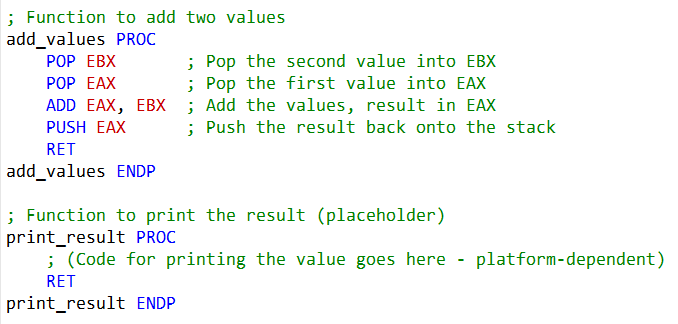 ; Function to add two values
add_values PROC
    POP EBX       ; Pop the second value into EBX
    POP EAX       ; Pop the first value into EAX
    ADD EAX, EBX  ; Add the values, result in EAX
    PUSH EAX      ; Push the result back onto the stack
    RET
add_values ENDP

; Function to print the result (placeholder)
print_result PROC
    ; (Code for printing the value goes here - platform-dependent)
    RET
print_result ENDP